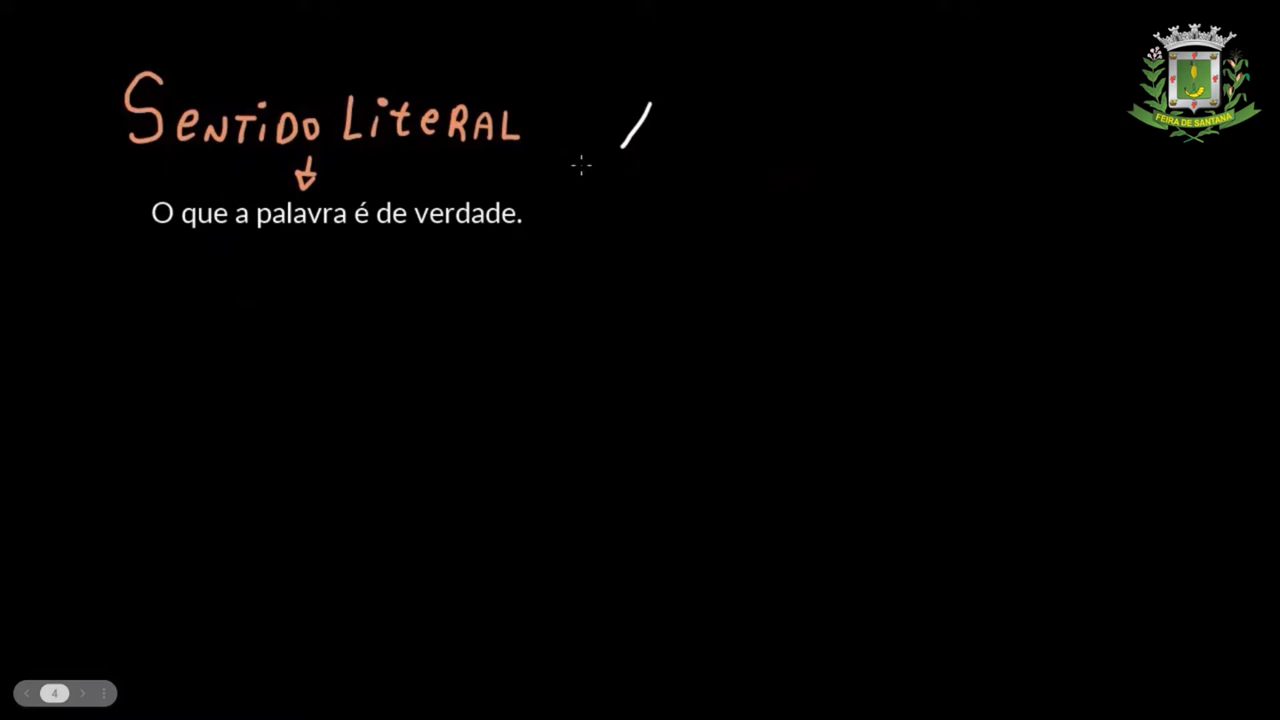 SENTIDO LITERAL
O que a palavra é de verdade.
FEIRA DE SANTANA
4